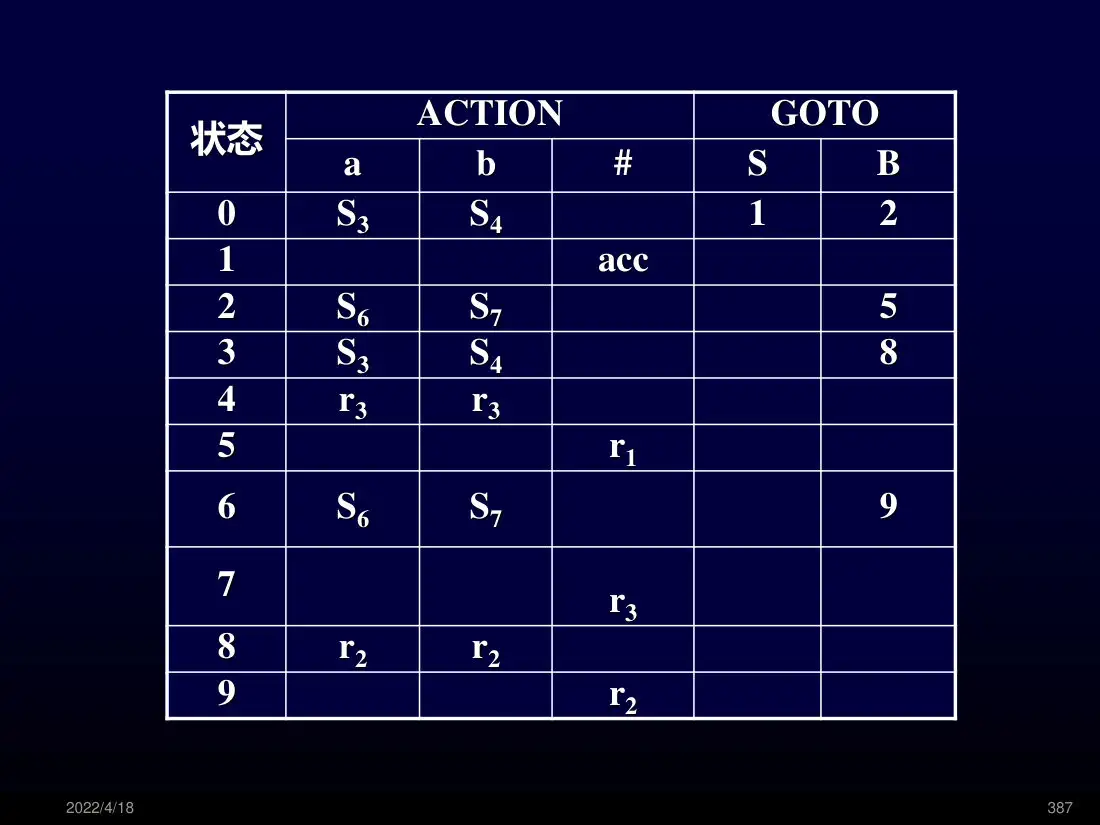 状态 ACTION GOTO
a b # S B
0 S3 S4 1 2
1 acc
2 S6 S7 5
3 S3 S4 8
4 r3 r3
5 r1
6 S6 S7 9
7 r3
8 r2 r2
9 r2
2022/4/18 387